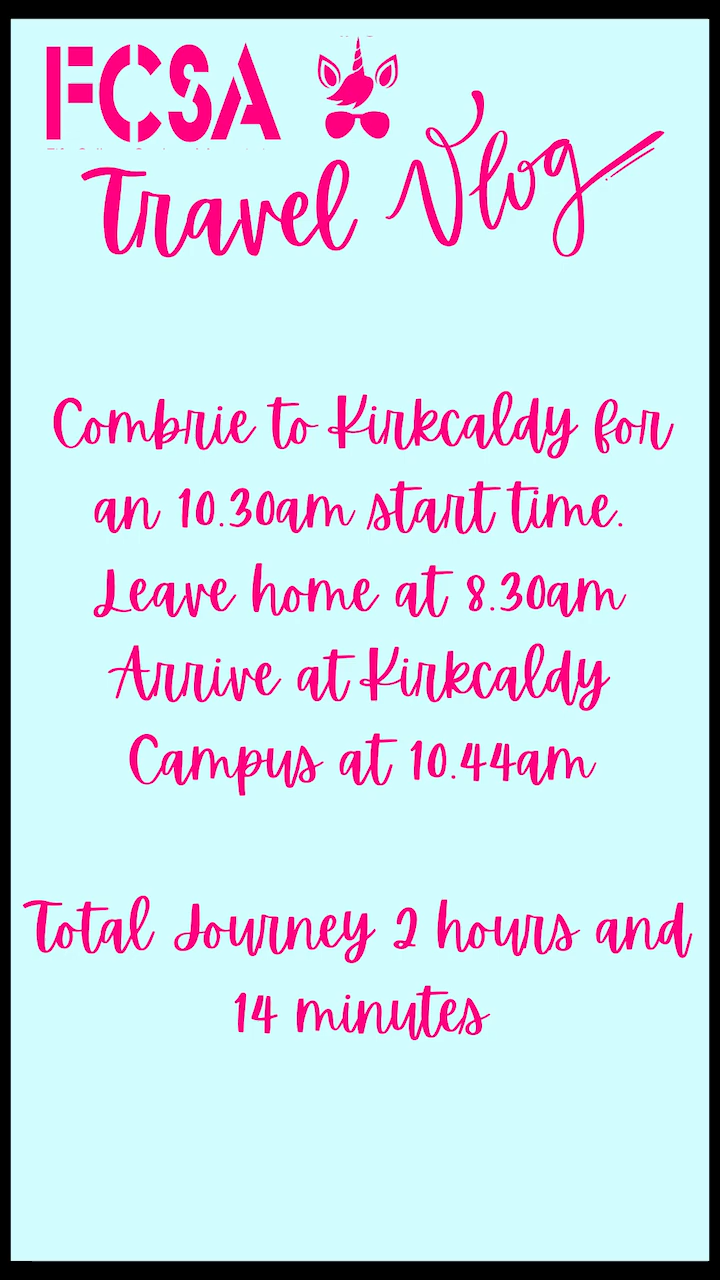 FCSA
Travel Vlog
Combrie to Kirkcaldy for
an 10.30am start time.
Leave home at 8.30am
Arrive at Kirkcaldy
Campus at 10.44am
Total Journey 2 hours and
14 minutes